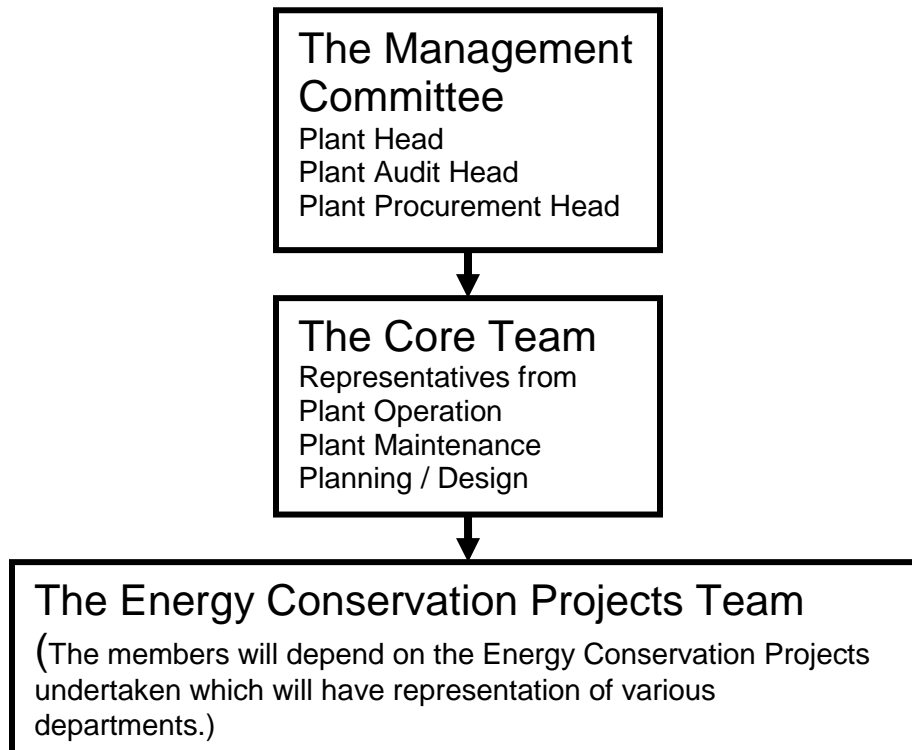 The Management
Committee
Plant Head
Plant Audit Head
Plant Procurement Head
The Core Team
Representatives from
Plant Operation
Plant Maintenance
Planning / Design
The Energy Conservation Projects Team
(The members will depend on the Energy Conservation Projects
undertaken which will have representation of various
departments.)